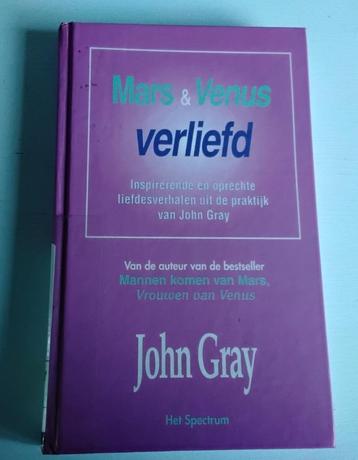 Mars & Venus
verliefd
Inspirerende en oprechte
liefdesverhalen uit de praktijk
van John Gray
Van de auteur van de bestseller
Mannen komen van Mars,
Vrouwen van Venus
John Gray
Het Spectrum